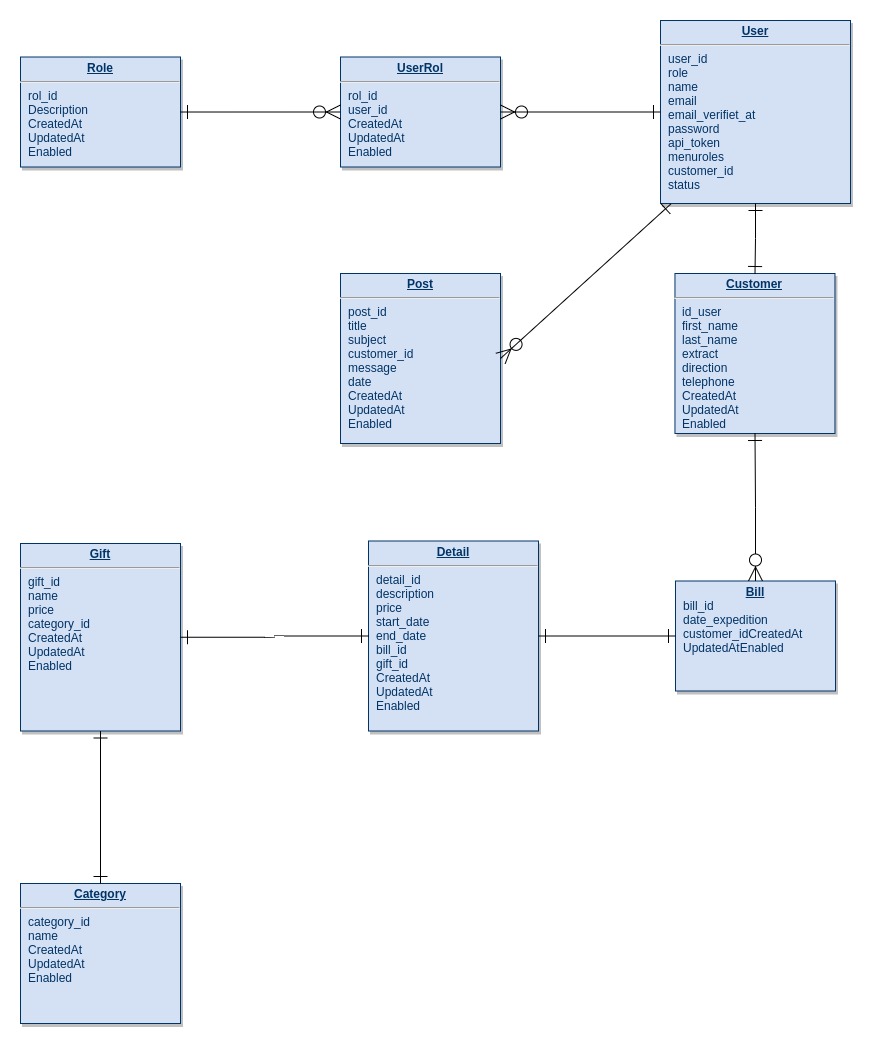 Role
rol_id
Description
CreatedAt
UpdatedAt
Enabled
UserRol
rol_id
user_id
CreatedAt
UpdatedAt
Enabled
User
user_id
role
name
email
email_verifiet_at
password
api_token
menuroles
customer_id
status
Post
post_id
title
subject
customer_id
message
date
CreatedAt
UpdatedAt
Enabled
Customer
id_user
first_name
last_name
extract
direction
telephone
CreatedAt
UpdatedAt
Enabled
Gift
gift_id
name
price
category_id
CreatedAt
UpdatedAt
Enabled
Detail
detail_id
description
price
start_date
end_date
bill_id
gift_id
CreatedAt
UpdatedAt
Enabled
Bill
bill_id
date_expedition
customer_idCreatedAt
UpdatedAtEnabled
Category
category_id
name
CreatedAt
UpdatedAt
Enabled